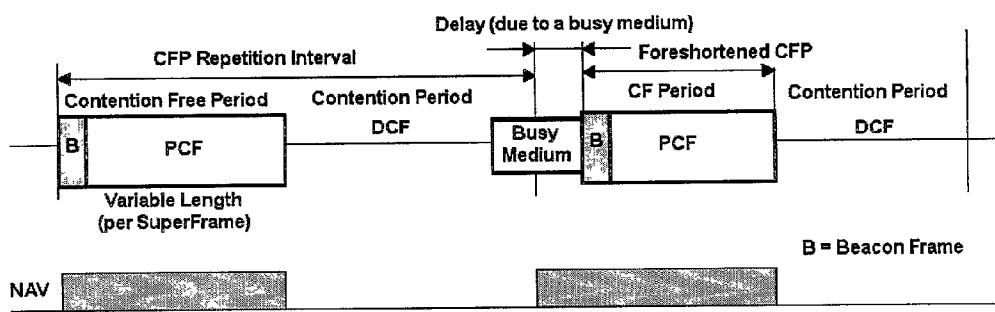 Delay (due to a busy medium)
CFP Repetition Interval
Foreshortened CFP
Contention Free Period
Contention Period
CF Period
Contention Period
B
PCF
DCF
Busy
Medium
B
PCF
DCF
Variable Length
(per SuperFrame)
B = Beacon Frame
NAV